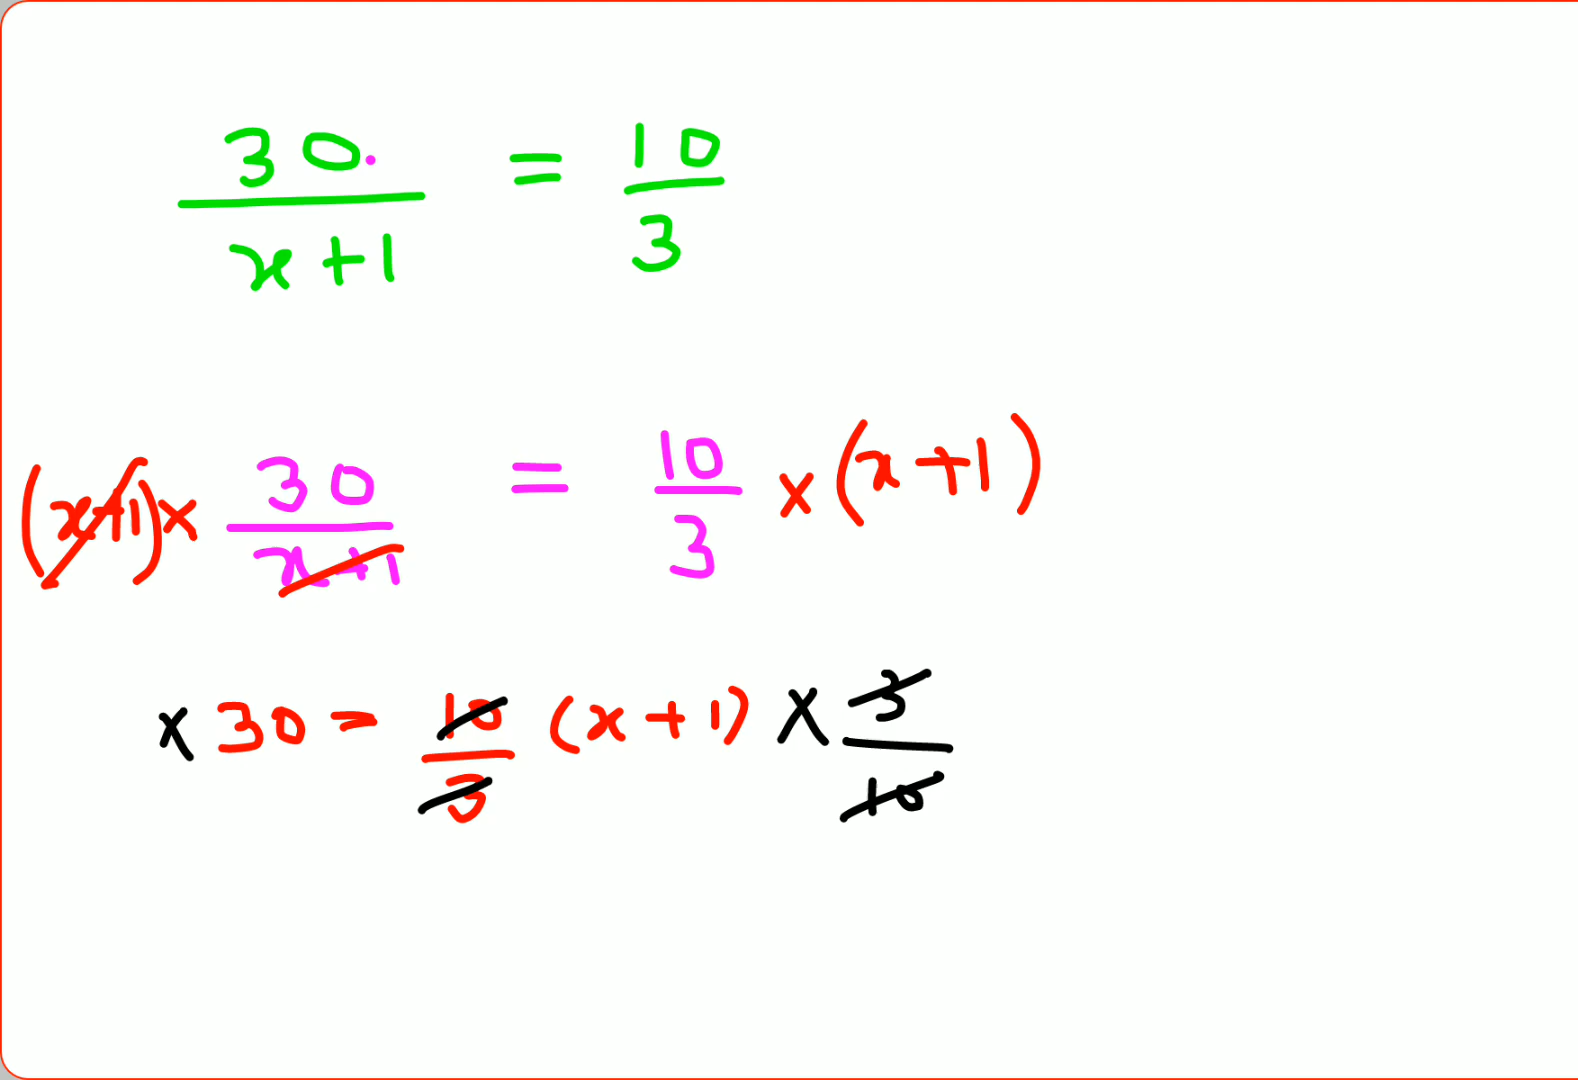 30/(x+1) = 10/3
(x+1) × 30/(x+1) = 10/3 × (x+1)
× 30 = 10/3 (x+1) × 3/10